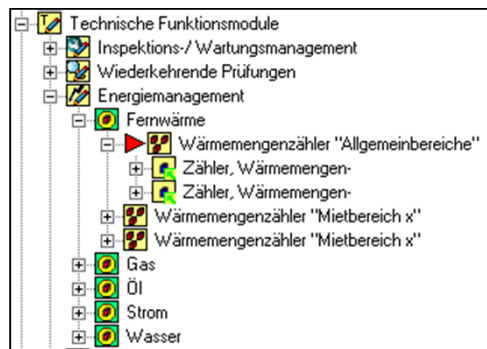 Technische Funktionsmodule
Inspektions-/ Wartungsmanagement
Wiederkehrende Prüfungen
Energiemanagement
Fernwärme
Wärmemengenzähler "Allgemeinbereiche"
Zähler, Wärmemengen-
Zähler, Wärmemengen-
Wärmemengenzähler "Mietbereich x"
Wärmemengenzähler "Mietbereich x"
Gas
Öl
Strom
Wasser